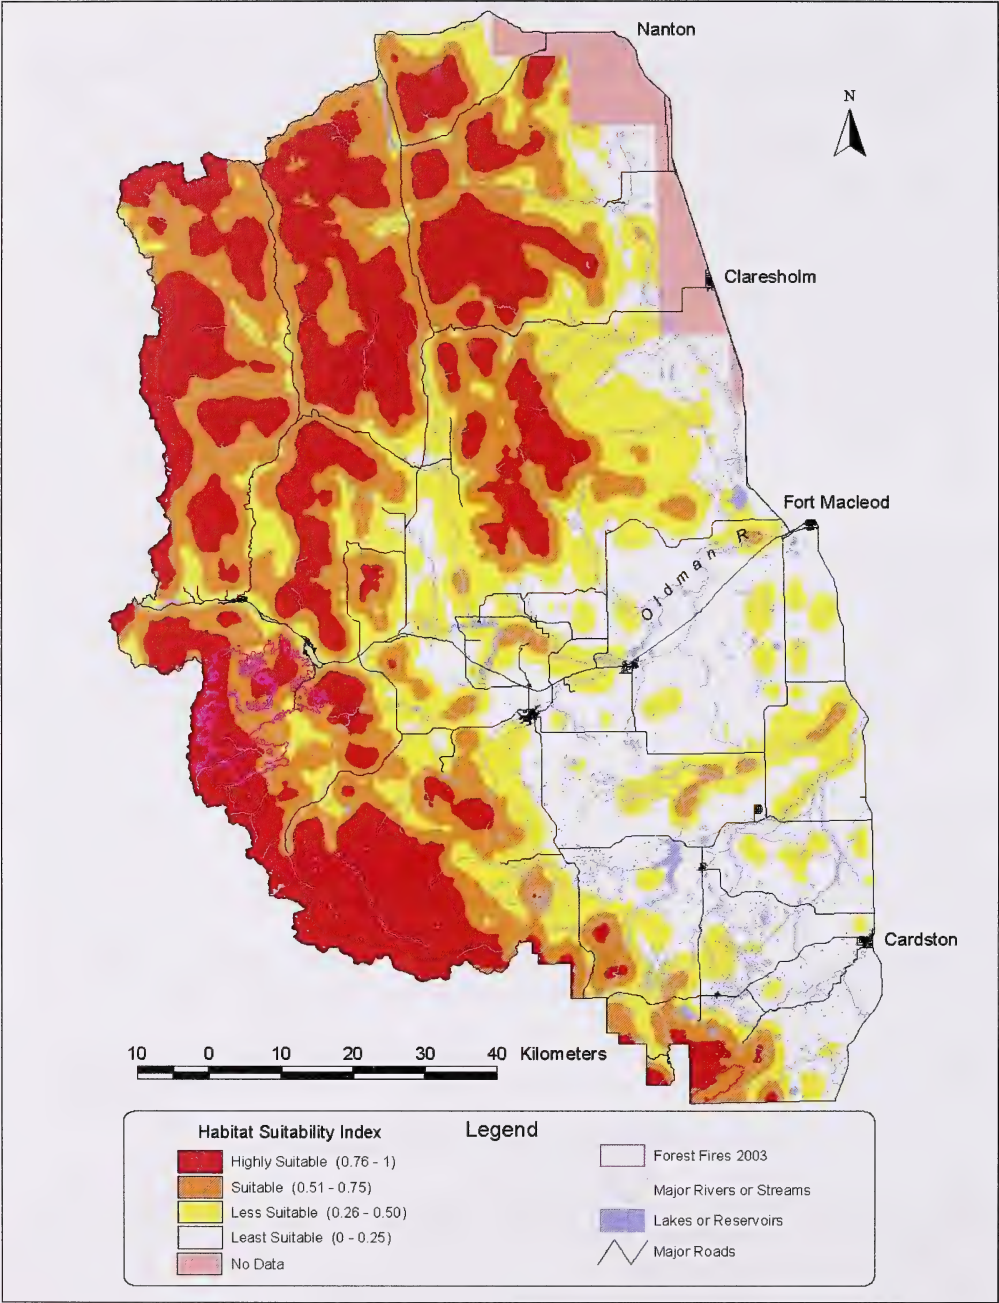 Nanton
N
Claresholm
Fort Macleod
Oldman R
Cardston
10 0 10 20 30 40 Kilometers
Legend
Habitat Suitability Index
Highly Suitable (0.76 - 1)
Suitable (0.51 - 0.75)
Less Suitable (0.26 - 0.50)
Least Suitable (0 - 0.25)
No Data
Forest Fires 2003
Major Rivers or Streams
Lakes or Reservoirs
Major Roads